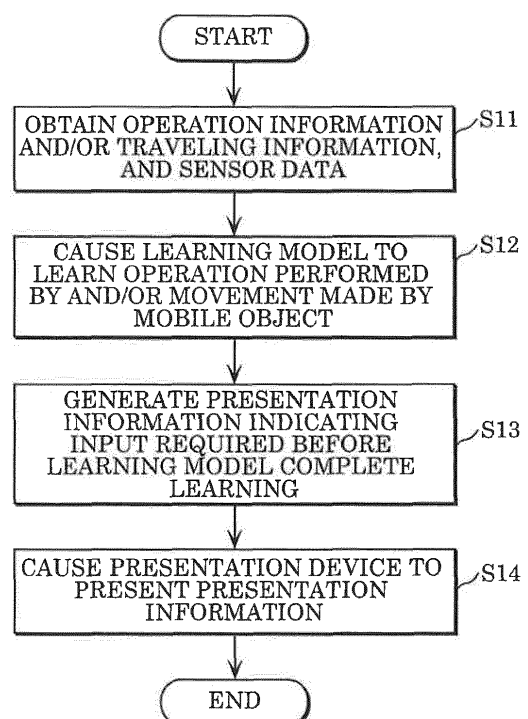 START
OBTAIN OPERATION INFORMATION
AND/OR TRAVELING INFORMATION,
AND SENSOR DATA
S11
CAUSE LEARNING MODEL TO
LEARN OPERATION PERFORMED
BY AND/OR MOVEMENT MADE BY
MOBILE OBJECT
S12
GENERATE PRESENTATION
INFORMATION INDICATING
INPUT REQUIRED BEFORE
LEARNING MODEL COMPLETE
LEARNING
S13
CAUSE PRESENTATION DEVICE TO
PRESENT PRESENTATION
INFORMATION
S14
END